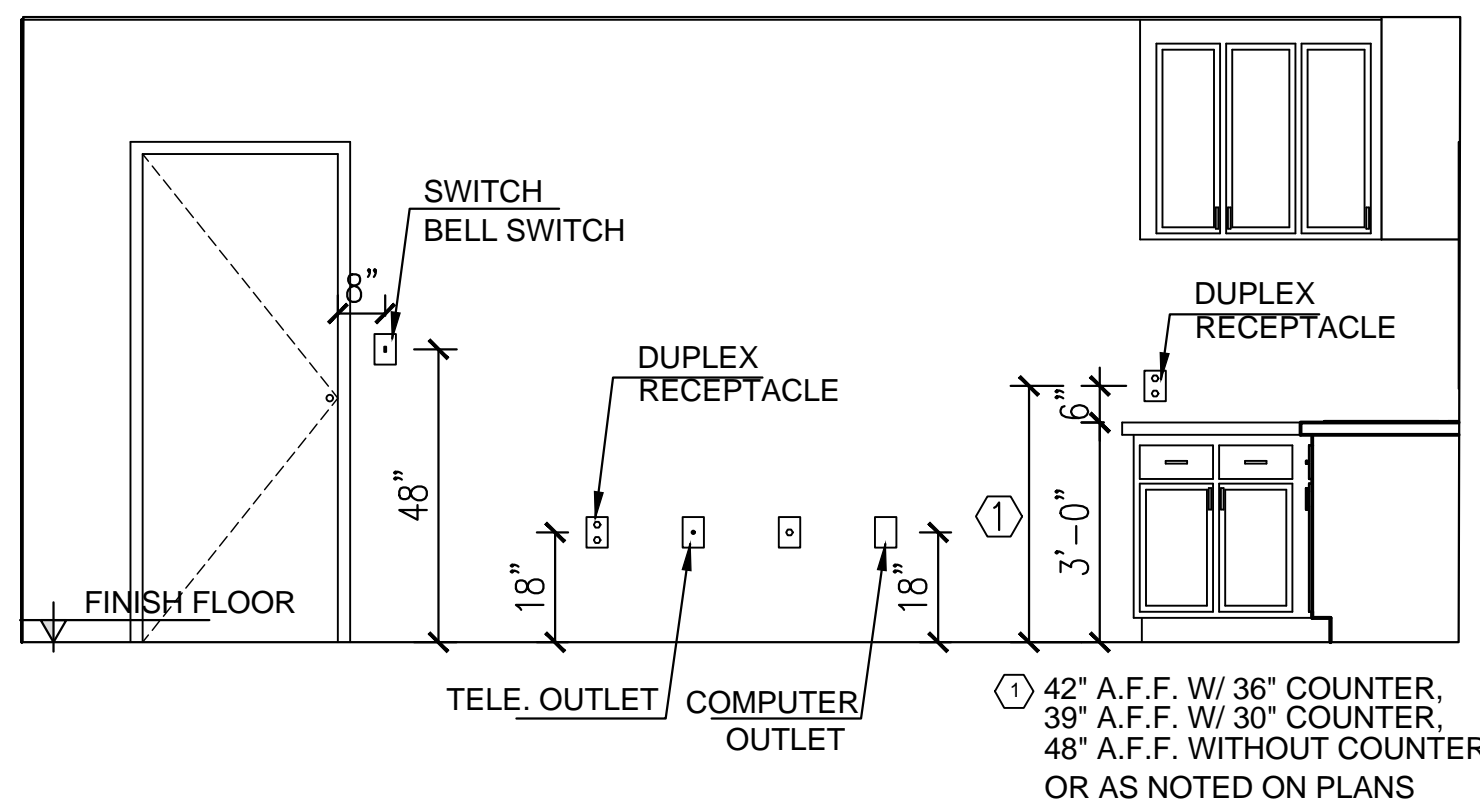 SWITCH
BELL SWITCH
8”
DUPLEX
RECEPTACLE
DUPLEX
RECEPTACLE
6”
48”
1
3’–0”
18”
18”
FINISH FLOOR
TELE. OUTLET
COMPUTER
OUTLET
1 42" A.F.F. W/ 36" COUNTER,
39" A.F.F. W/ 30" COUNTER,
48" A.F.F. WITHOUT COUNTER
OR AS NOTED ON PLANS